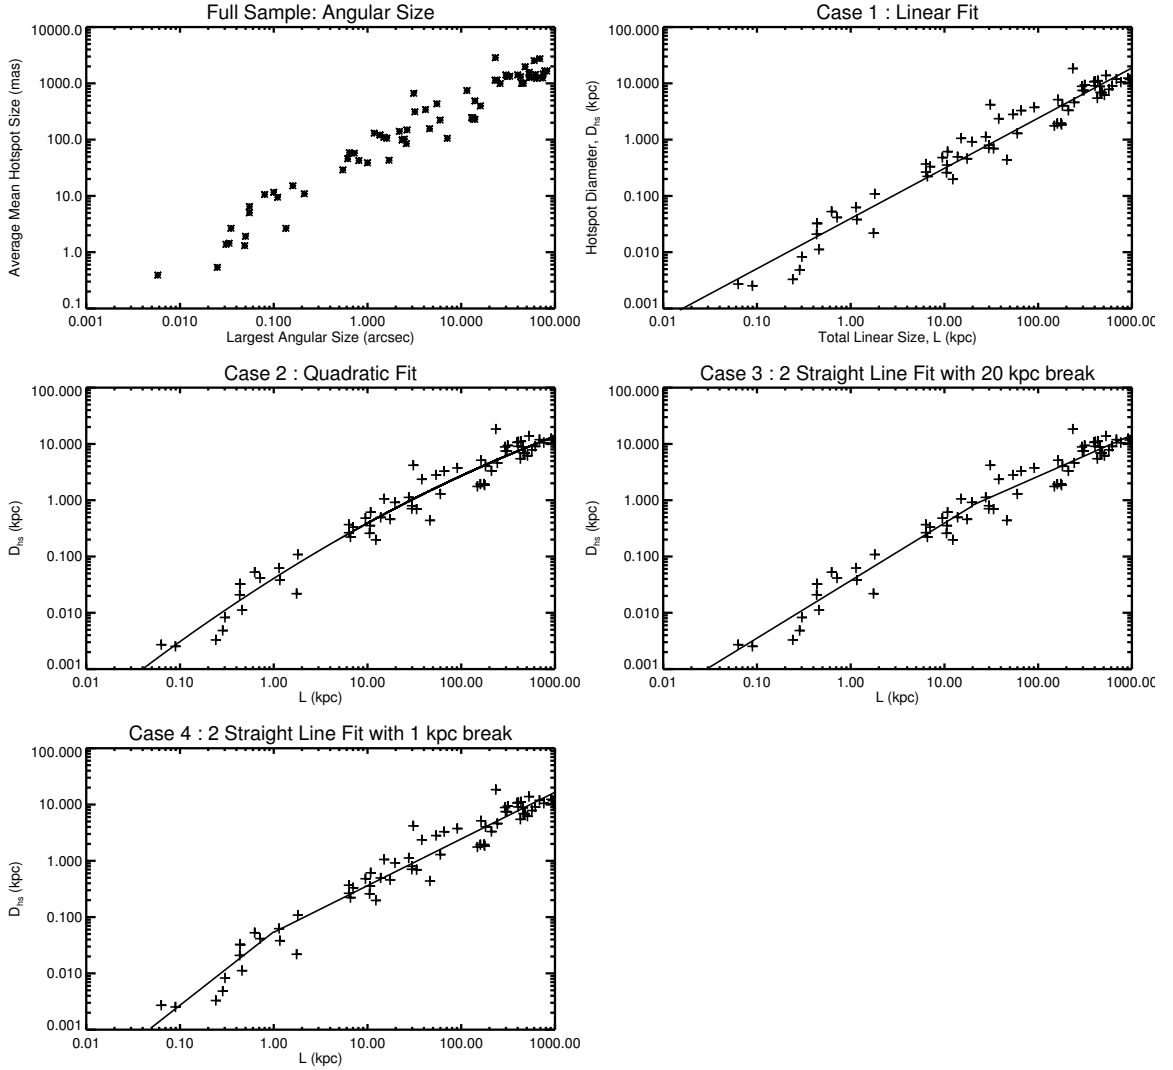 Full Sample: Angular Size
10000.0
1000.0
100.0
10.0
1.0
0.1
Average Mean Hotspot Size (mas)
0.001 0.010 0.100 1.000 10.000 100.000
Largest Angular Size (arcsec)
Case 1 : Linear Fit
100.000
10.000
1.000
0.100
0.010
0.001
Hotspot Diameter, Dhs (kpc)
0.01 0.10 1.00 10.00 100.00 1000.00
Total Linear Size, L (kpc)
Case 2 : Quadratic Fit
100.000
10.000
1.000
0.100
0.010
0.001
Dhs (kpc)
0.01 0.10 1.00 10.00 100.00 1000.00
L (kpc)
Case 3 : 2 Straight Line Fit with 20 kpc break
100.000
10.000
1.000
0.100
0.010
0.001
Dhs (kpc)
0.01 0.10 1.00 10.00 100.00 1000.00
L (kpc)
Case 4 : 2 Straight Line Fit with 1 kpc break
100.000
10.000
1.000
0.100
0.010
0.001
Dhs (kpc)
0.01 0.10 1.00 10.00 100.00 1000.00
L (kpc)